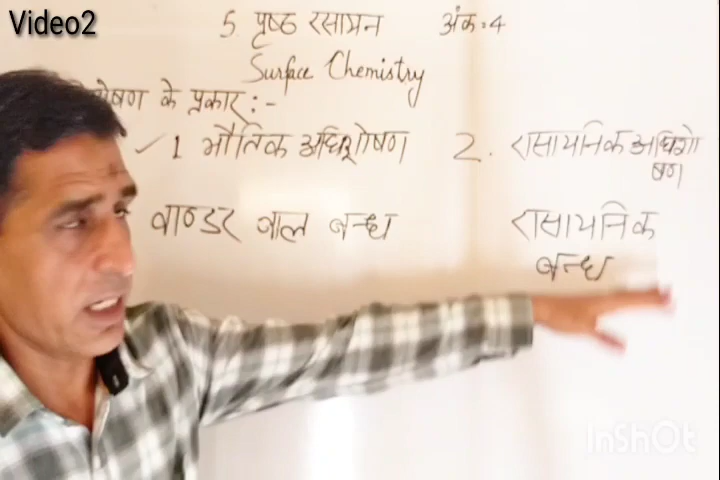 Video2
5. पृष्ठ रसायन अंक:4
Surface Chemistry
षण के प्रकार:-
✓1 भौतिक अधिशोषण
2. रासायनिक अधिशो
षण
वाण्डर वाल बन्ध
रासायनिक
बन्ध
InShOt